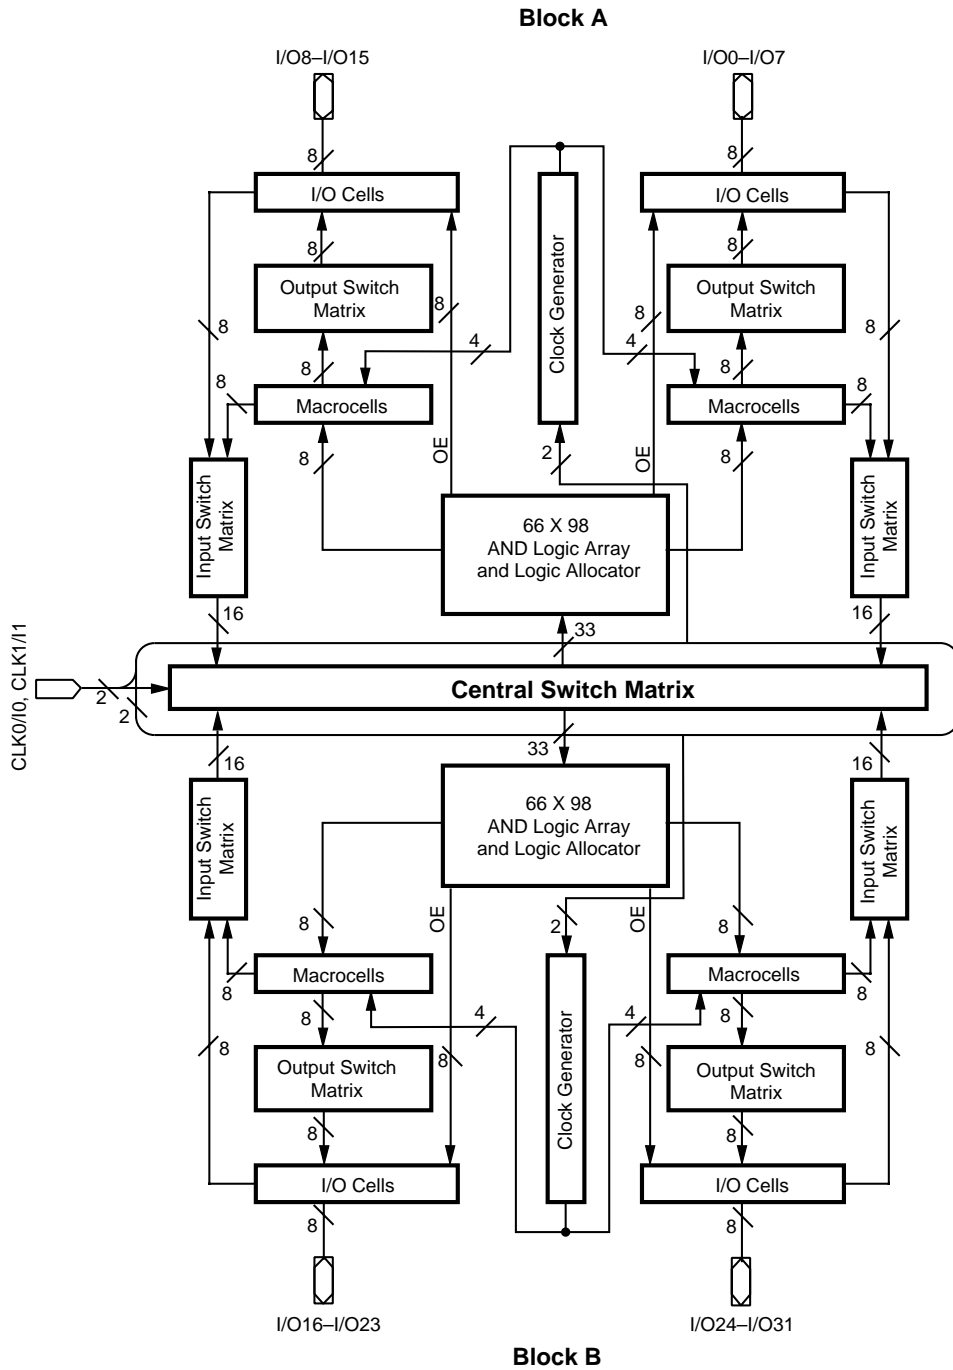 Block A
I/O8–I/O15
I/O0–I/O7
8
8
I/O Cells
I/O Cells
8
8
Output Switch
Matrix
Clock Generator
Output Switch
Matrix
8
8
8
8
4
4
8
8
8
8
Macrocells
Macrocells
8
8
OE
2
OE
8
Input Switch
Matrix
66 X 98
AND Logic Array
and Logic Allocator
Input Switch
Matrix
16
33
16
CLK0/I0, CLK1/I1
2
2
Central Switch Matrix
33
16
16
Input Switch
Matrix
66 X 98
AND Logic Array
and Logic Allocator
Input Switch
Matrix
8
OE
2
OE
8
Macrocells
Macrocells
8
8
8
8
4
4
Clock Generator
8
Output Switch
Matrix
8
8
Output Switch
Matrix
8
8
8
I/O Cells
I/O Cells
8
8
I/O16–I/O23
I/O24–I/O31
Block B